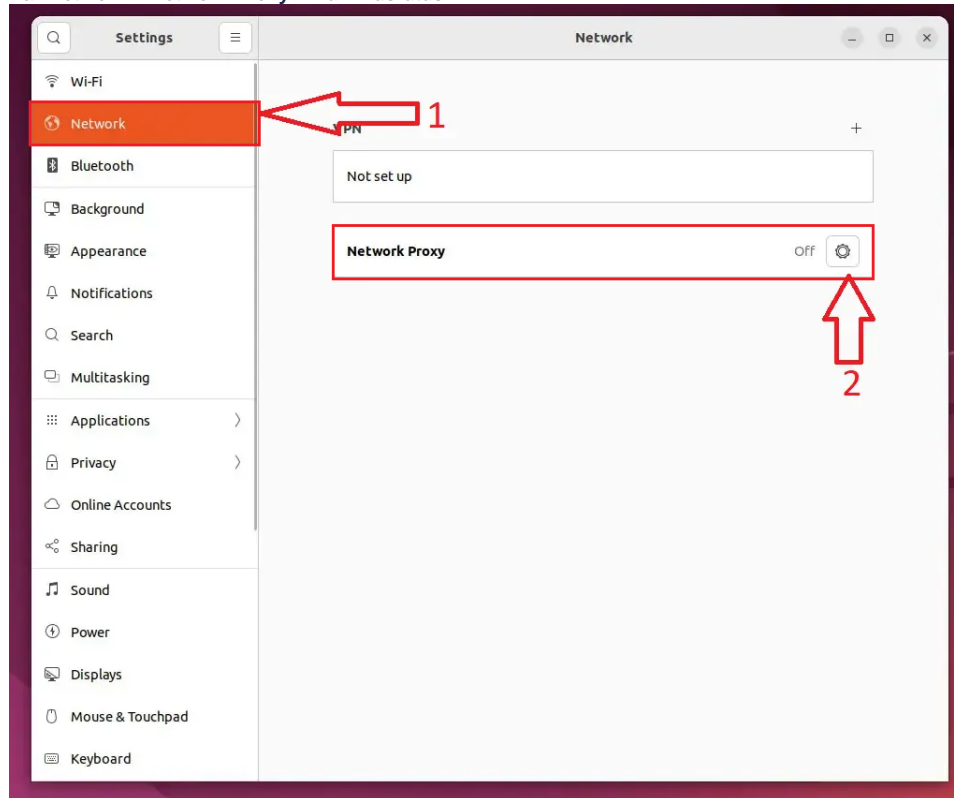 Settings
Network
Wi-Fi
Network
1
VPN
+
Bluetooth
Not set up
Background
Network Proxy
Off
Appearance
Notifications
Search
2
Multitasking
Applications
Privacy
Online Accounts
Sharing
Sound
Power
Displays
Mouse & Touchpad
Keyboard